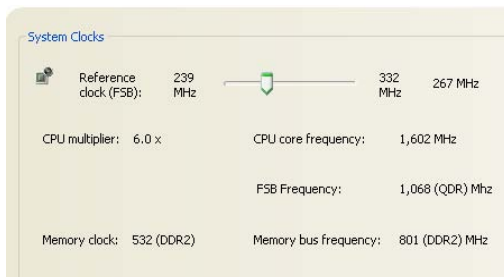 System Clocks
Reference clock (FSB): 239 MHz 332 MHz 267 MHz
CPU multiplier: 6.0 x CPU core frequency: 1,602 MHz
FSB Frequency: 1,068 (QDR) Mhz
Memory clock: 532 (DDR2) Memory bus frequency: 801 (DDR2) MHz